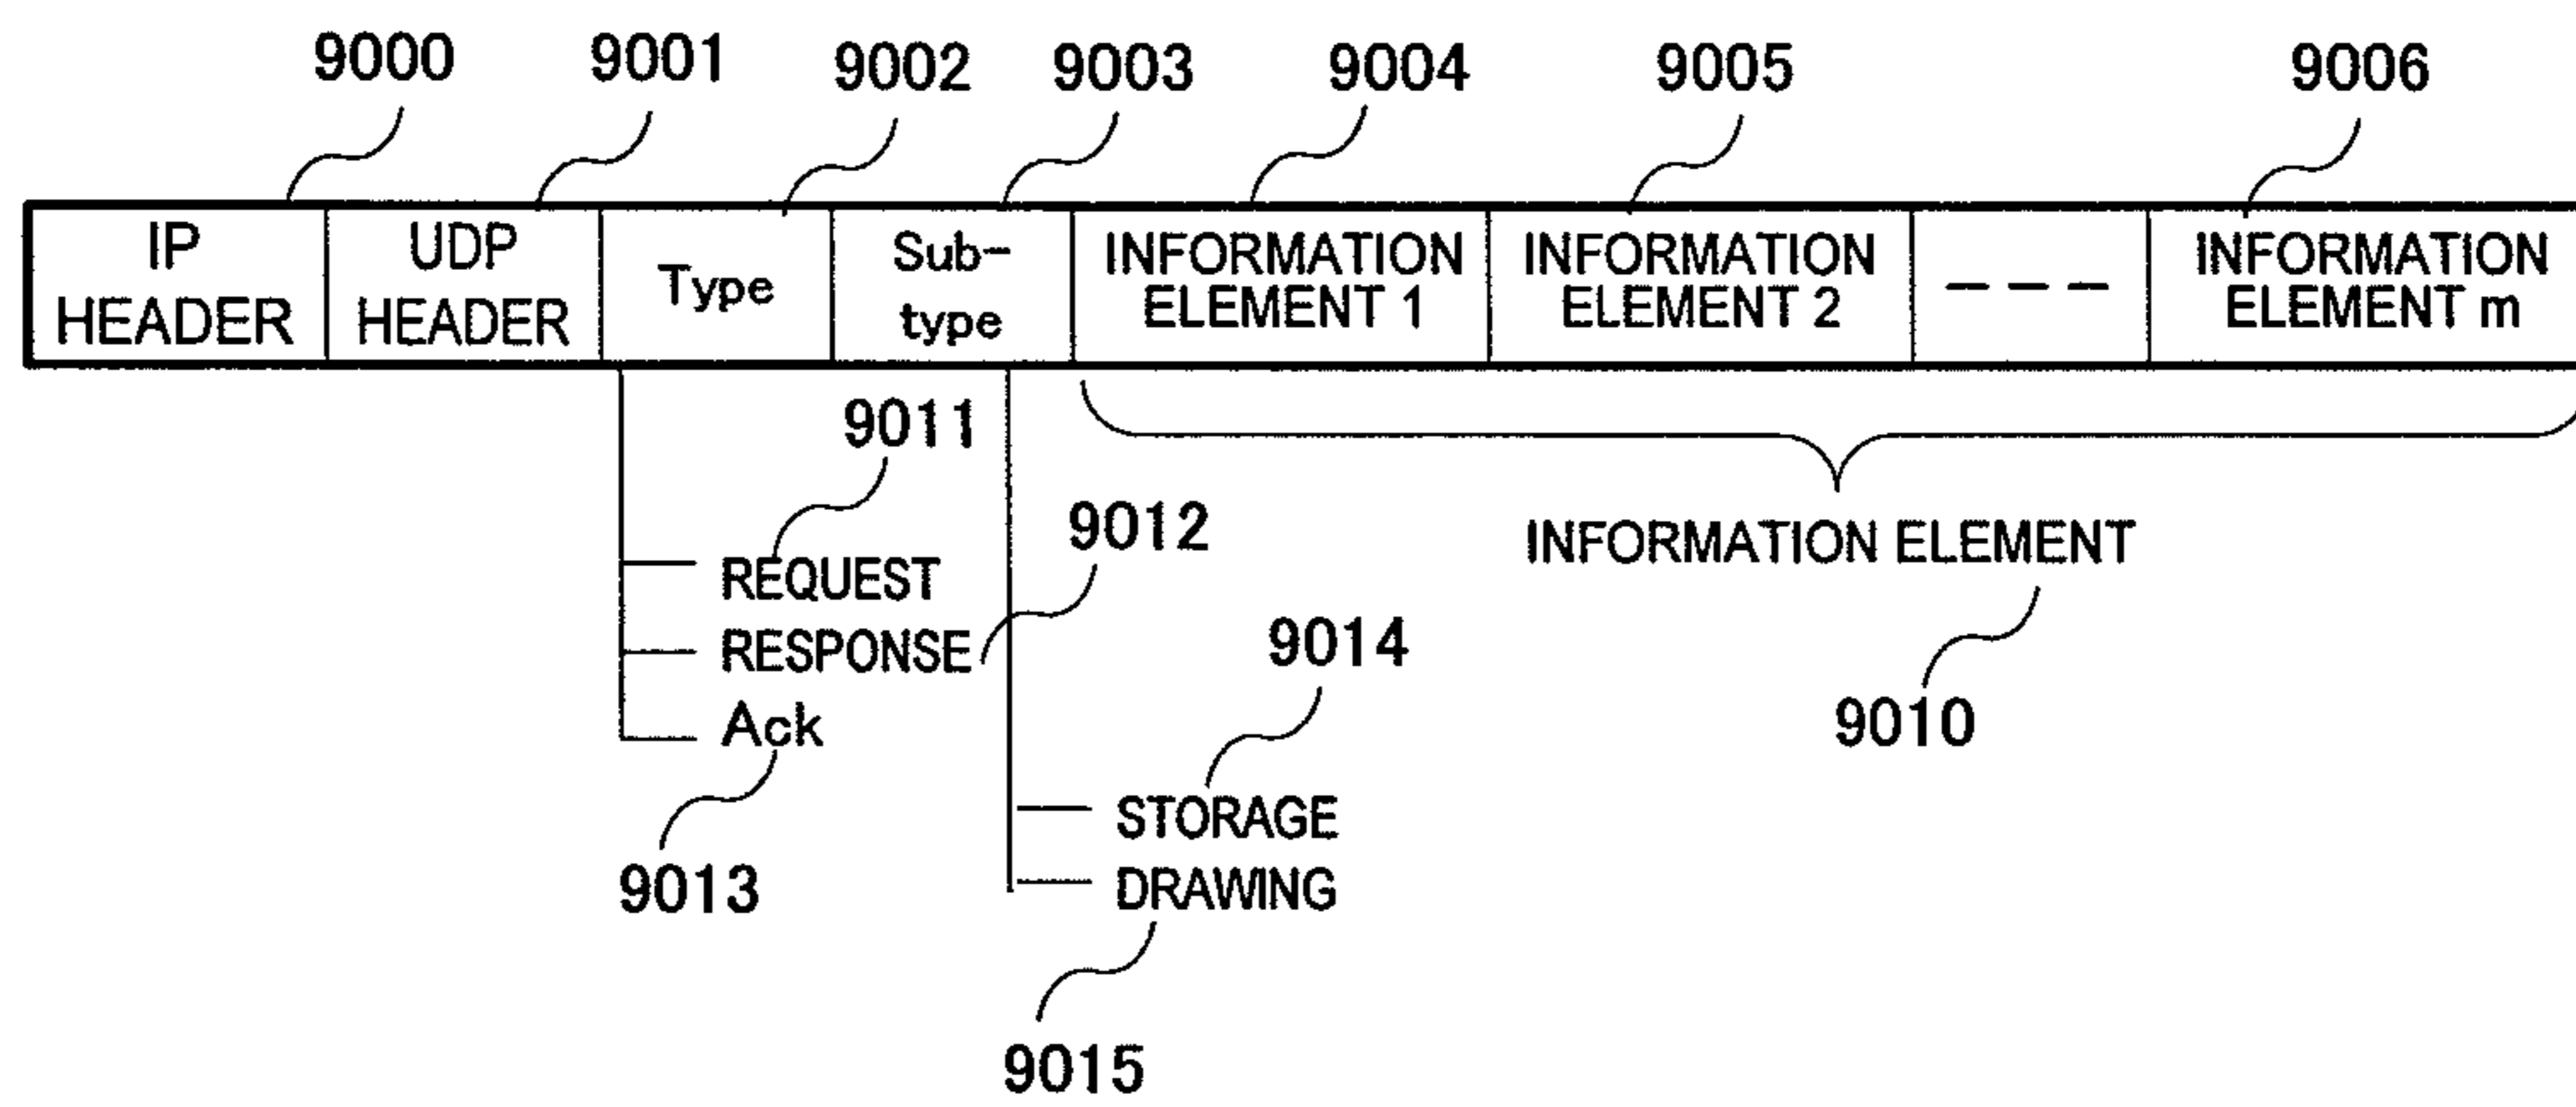 9000 9001 9002 9003 9004 9005 9006
IP HEADER
UDP HEADER
Type
Sub-type
INFORMATION ELEMENT 1
INFORMATION ELEMENT 2
----
INFORMATION ELEMENT m
9011
REQUEST
9012
RESPONSE
Ack
9013
9014
STORAGE
DRAWING
9015
INFORMATION ELEMENT
9010